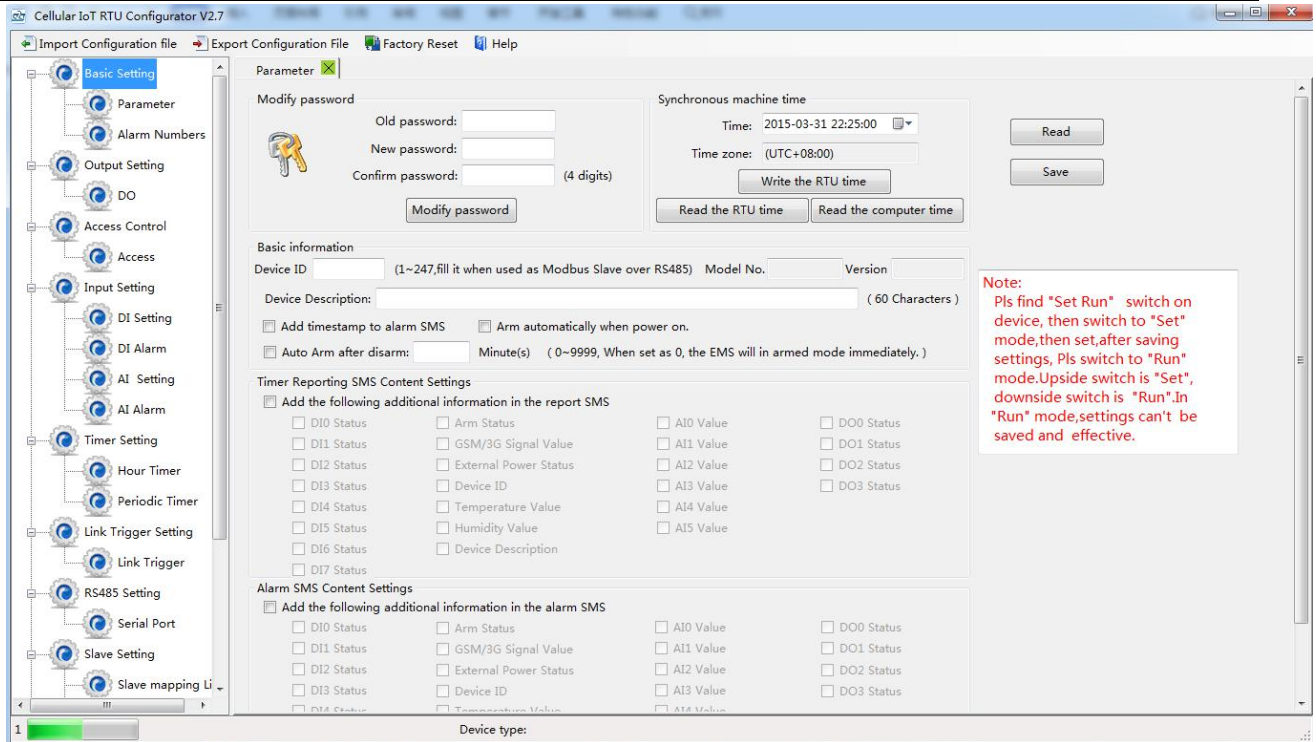 Cellular IoT RTU Configurator V2.7
Import Configuration file Export Configuration File Factory Reset Help
Basic Setting
Parameter
Alarm Numbers
Output Setting
DO
Access Control
Access
Input Setting
DI Setting
DI Alarm
AI Setting
AI Alarm
Timer Setting
Hour Timer
Periodic Timer
Link Trigger Setting
Link Trigger
RS485 Setting
Serial Port
Slave Setting
Slave mapping Li
Parameter
Modify password
Old password:
New password:
Confirm password: (4 digits)
Modify password
Synchronous machine time
Time: 2015-03-31 22:25:00
Time zone: (UTC+08:00)
Write the RTU time
Read the RTU time Read the computer time
Read
Save
Basic information
Device ID (1~247,fill it when used as Modbus Slave over RS485) Model No. Version
Device Description: ( 60 Characters )
Add timestamp to alarm SMS Arm automatically when power on.
Auto Arm after disarm: Minute(s) ( 0~9999, When set as 0, the EMS will in armed mode immediately. )
Note:
Pls find "Set Run" switch on
device, then switch to "Set"
mode,then set,after saving
settings, Pls switch to "Run"
mode.Upside switch is "Set",
downside switch is "Run".In
"Run" mode,settings can't be
saved and effective.
Timer Reporting SMS Content Settings
Add the following additional information in the report SMS
DI0 Status Arm Status AI0 Value DO0 Status
DI1 Status GSM/3G Signal Value AI1 Value DO1 Status
DI2 Status External Power Status AI2 Value DO2 Status
DI3 Status Device ID AI3 Value DO3 Status
DI4 Status Temperature Value AI4 Value
DI5 Status Humidity Value AI5 Value
DI6 Status Device Description
DI7 Status
Alarm SMS Content Settings
Add the following additional information in the alarm SMS
DI0 Status Arm Status AI0 Value DO0 Status
DI1 Status GSM/3G Signal Value AI1 Value DO1 Status
DI2 Status External Power Status AI2 Value DO2 Status
DI3 Status Device ID AI3 Value DO3 Status
DI4 Status Temperature Value AI4 Value
1 Device type: